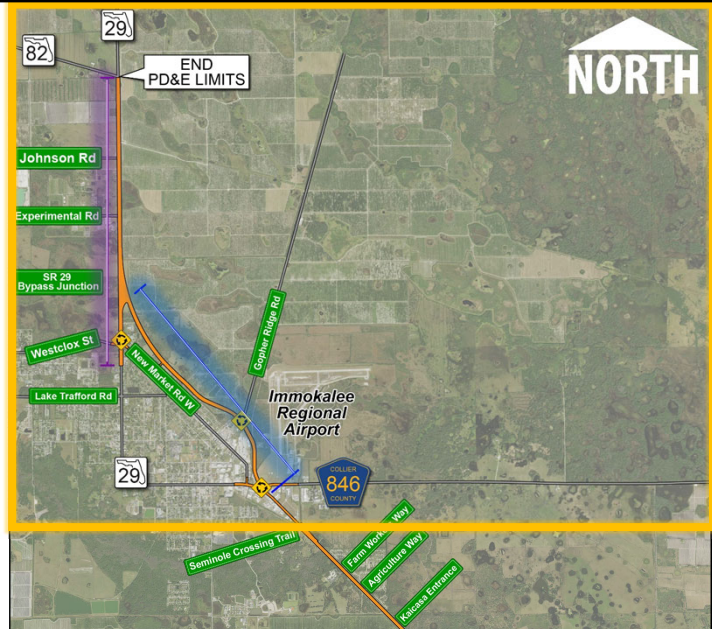 29
82
END
PD&E LIMITS
NORTH
Johnson Rd
Experimental Rd
SR 29
Bypass Junction
Gopher Ridge Rd
Westclox St
New Market Rd W
Lake Trafford Rd
Immokalee
Regional
Airport
29
COLLIER
846
COUNTY
Seminole Crossing Trail
Farm Worker Way
Agriculture Way
Kaicasa Entrance